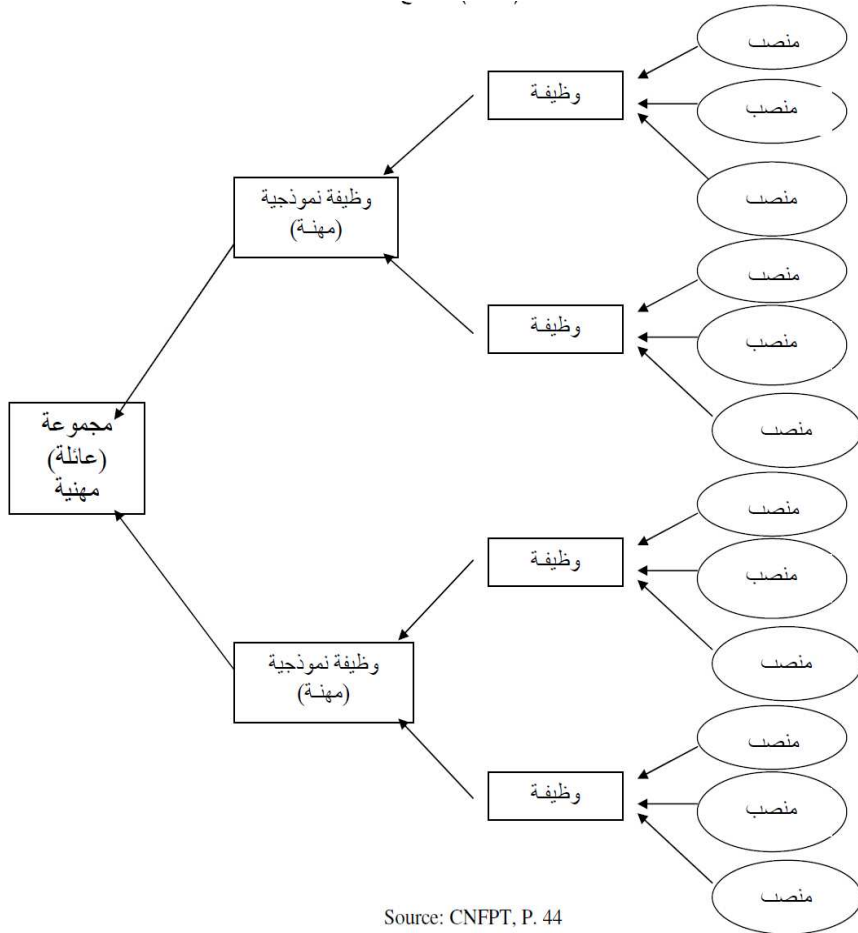 منصب
وظيفة
منصب
منصب
وظيفة نموذجية
(مهنة)
منصب
وظيفة
منصب
منصب
مجموعة
(عائلة)
مهنية
منصب
وظيفة
منصب
منصب
وظيفة نموذجية
(مهنة)
منصب
وظيفة
منصب
منصب
Source: CNFPT, P. 44